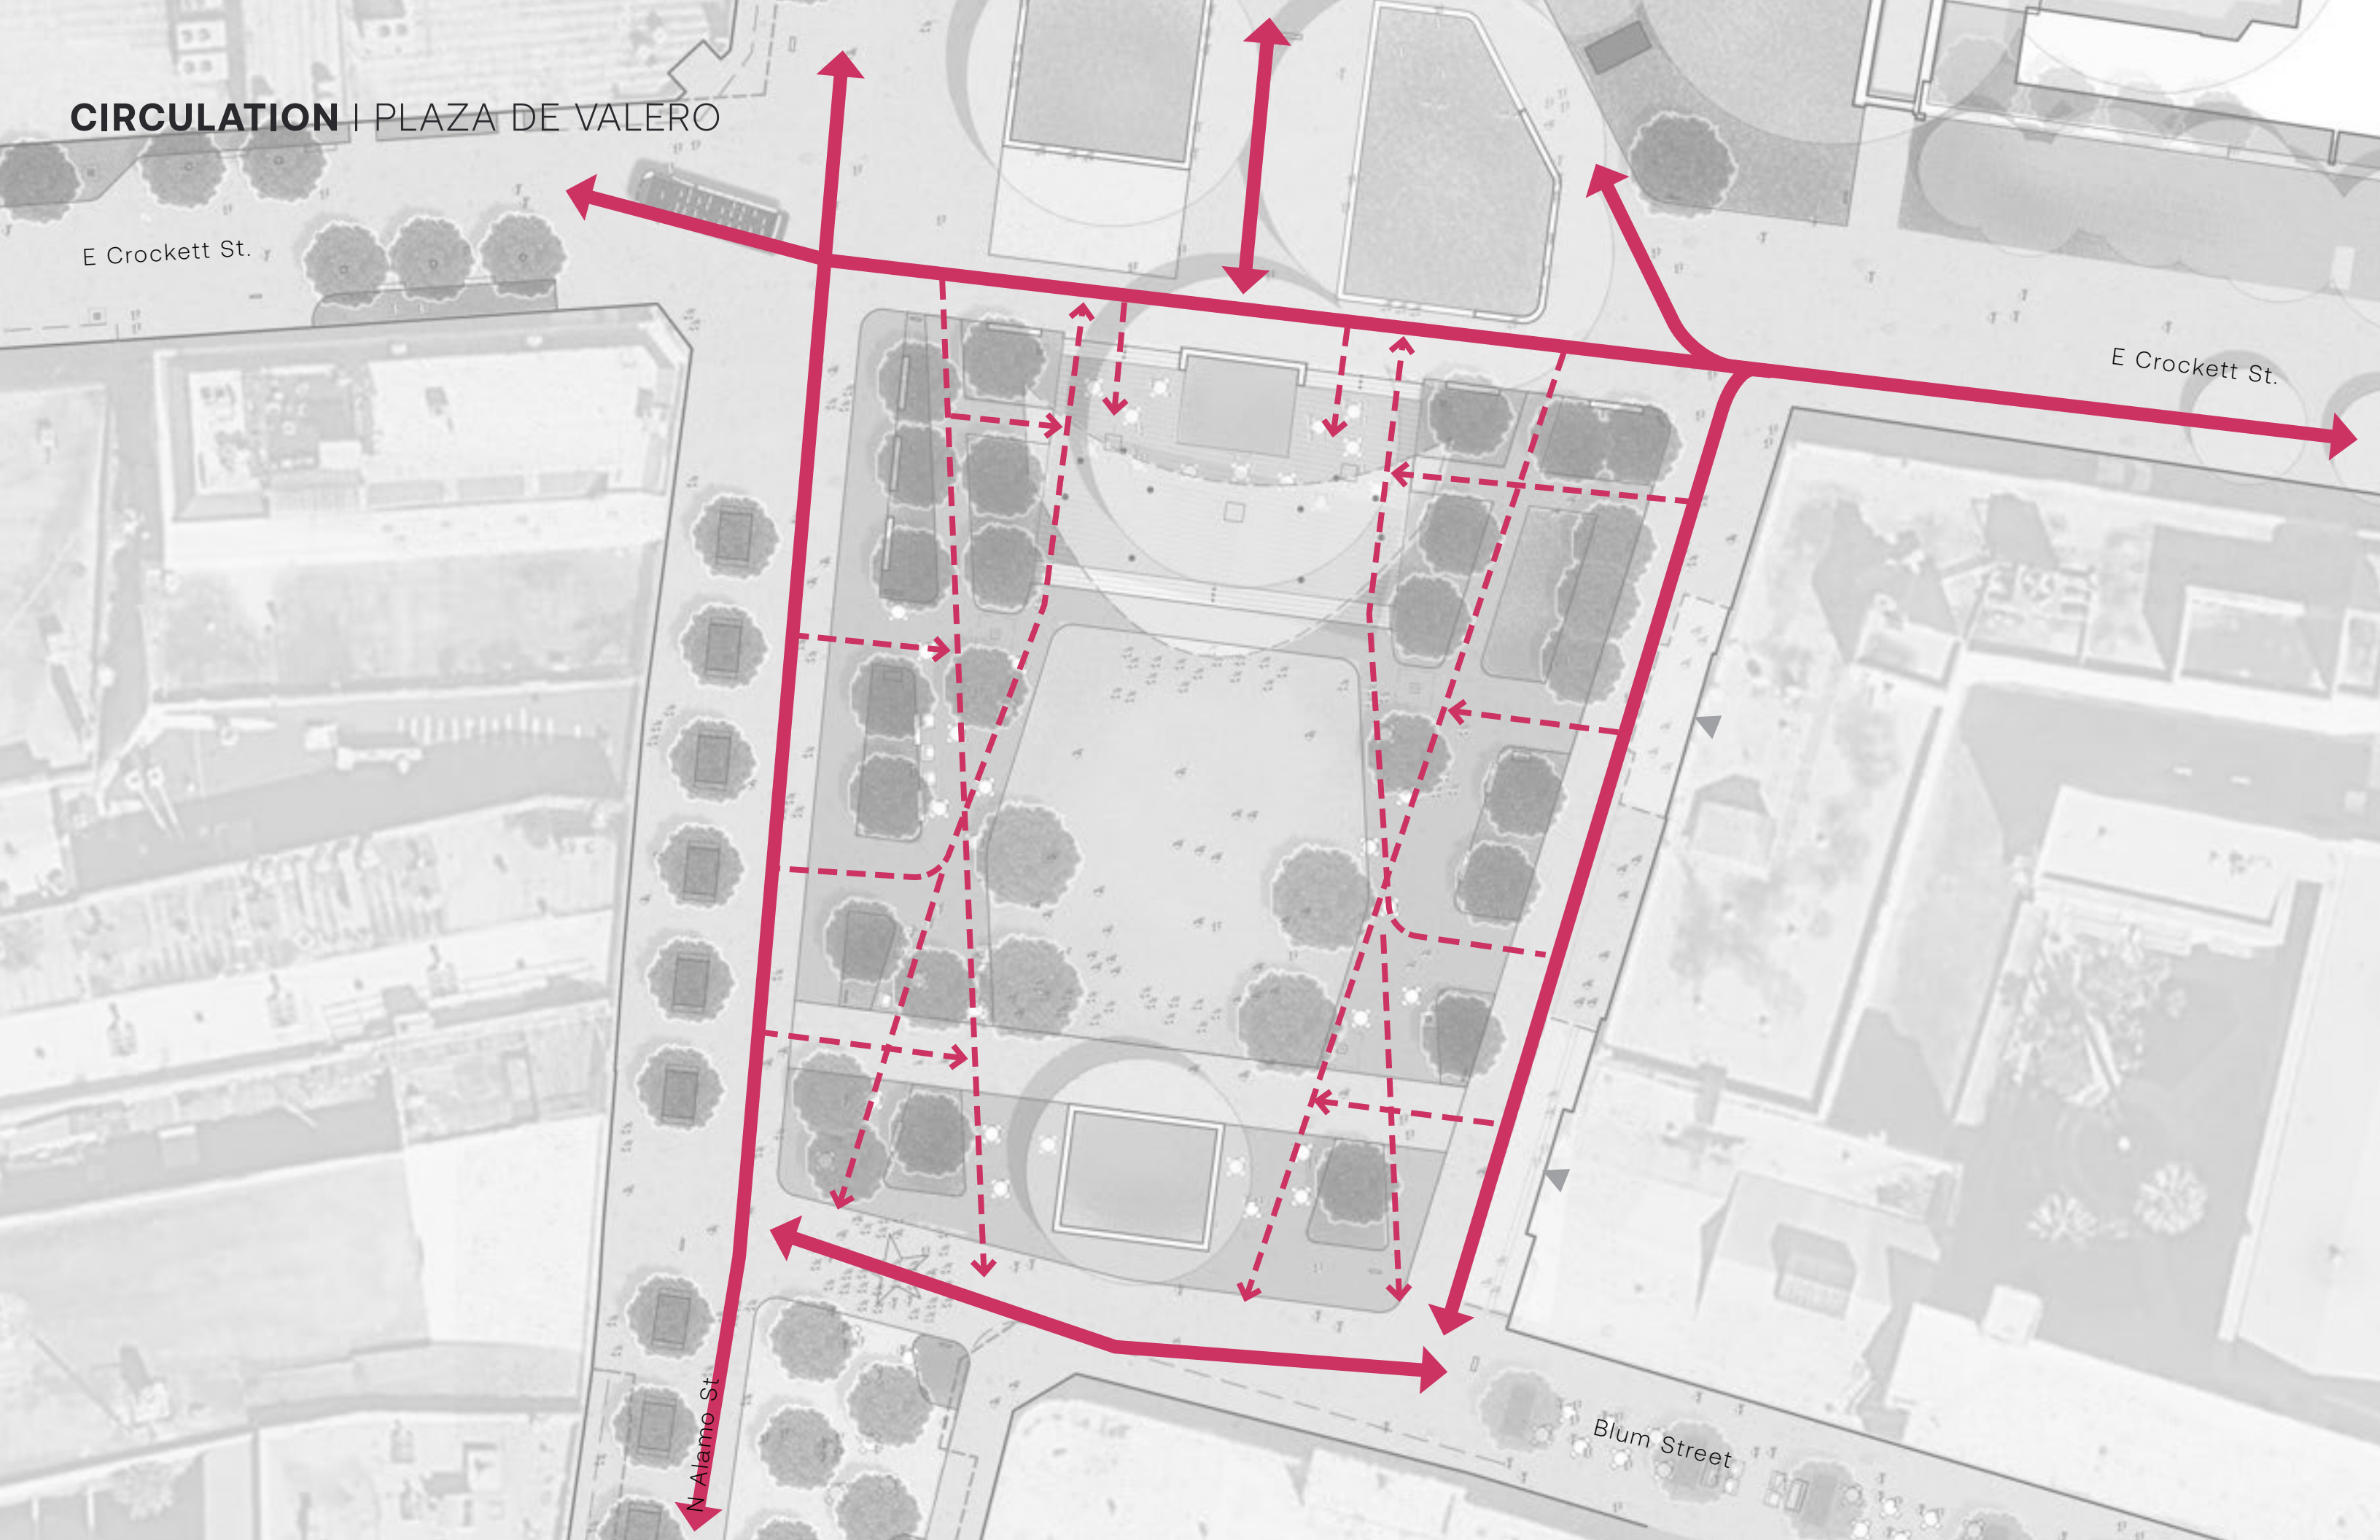 CIRCULATION | PLAZA DE VALERO
E Crockett St.
E Crockett St.
N Alamo St
Blum Street